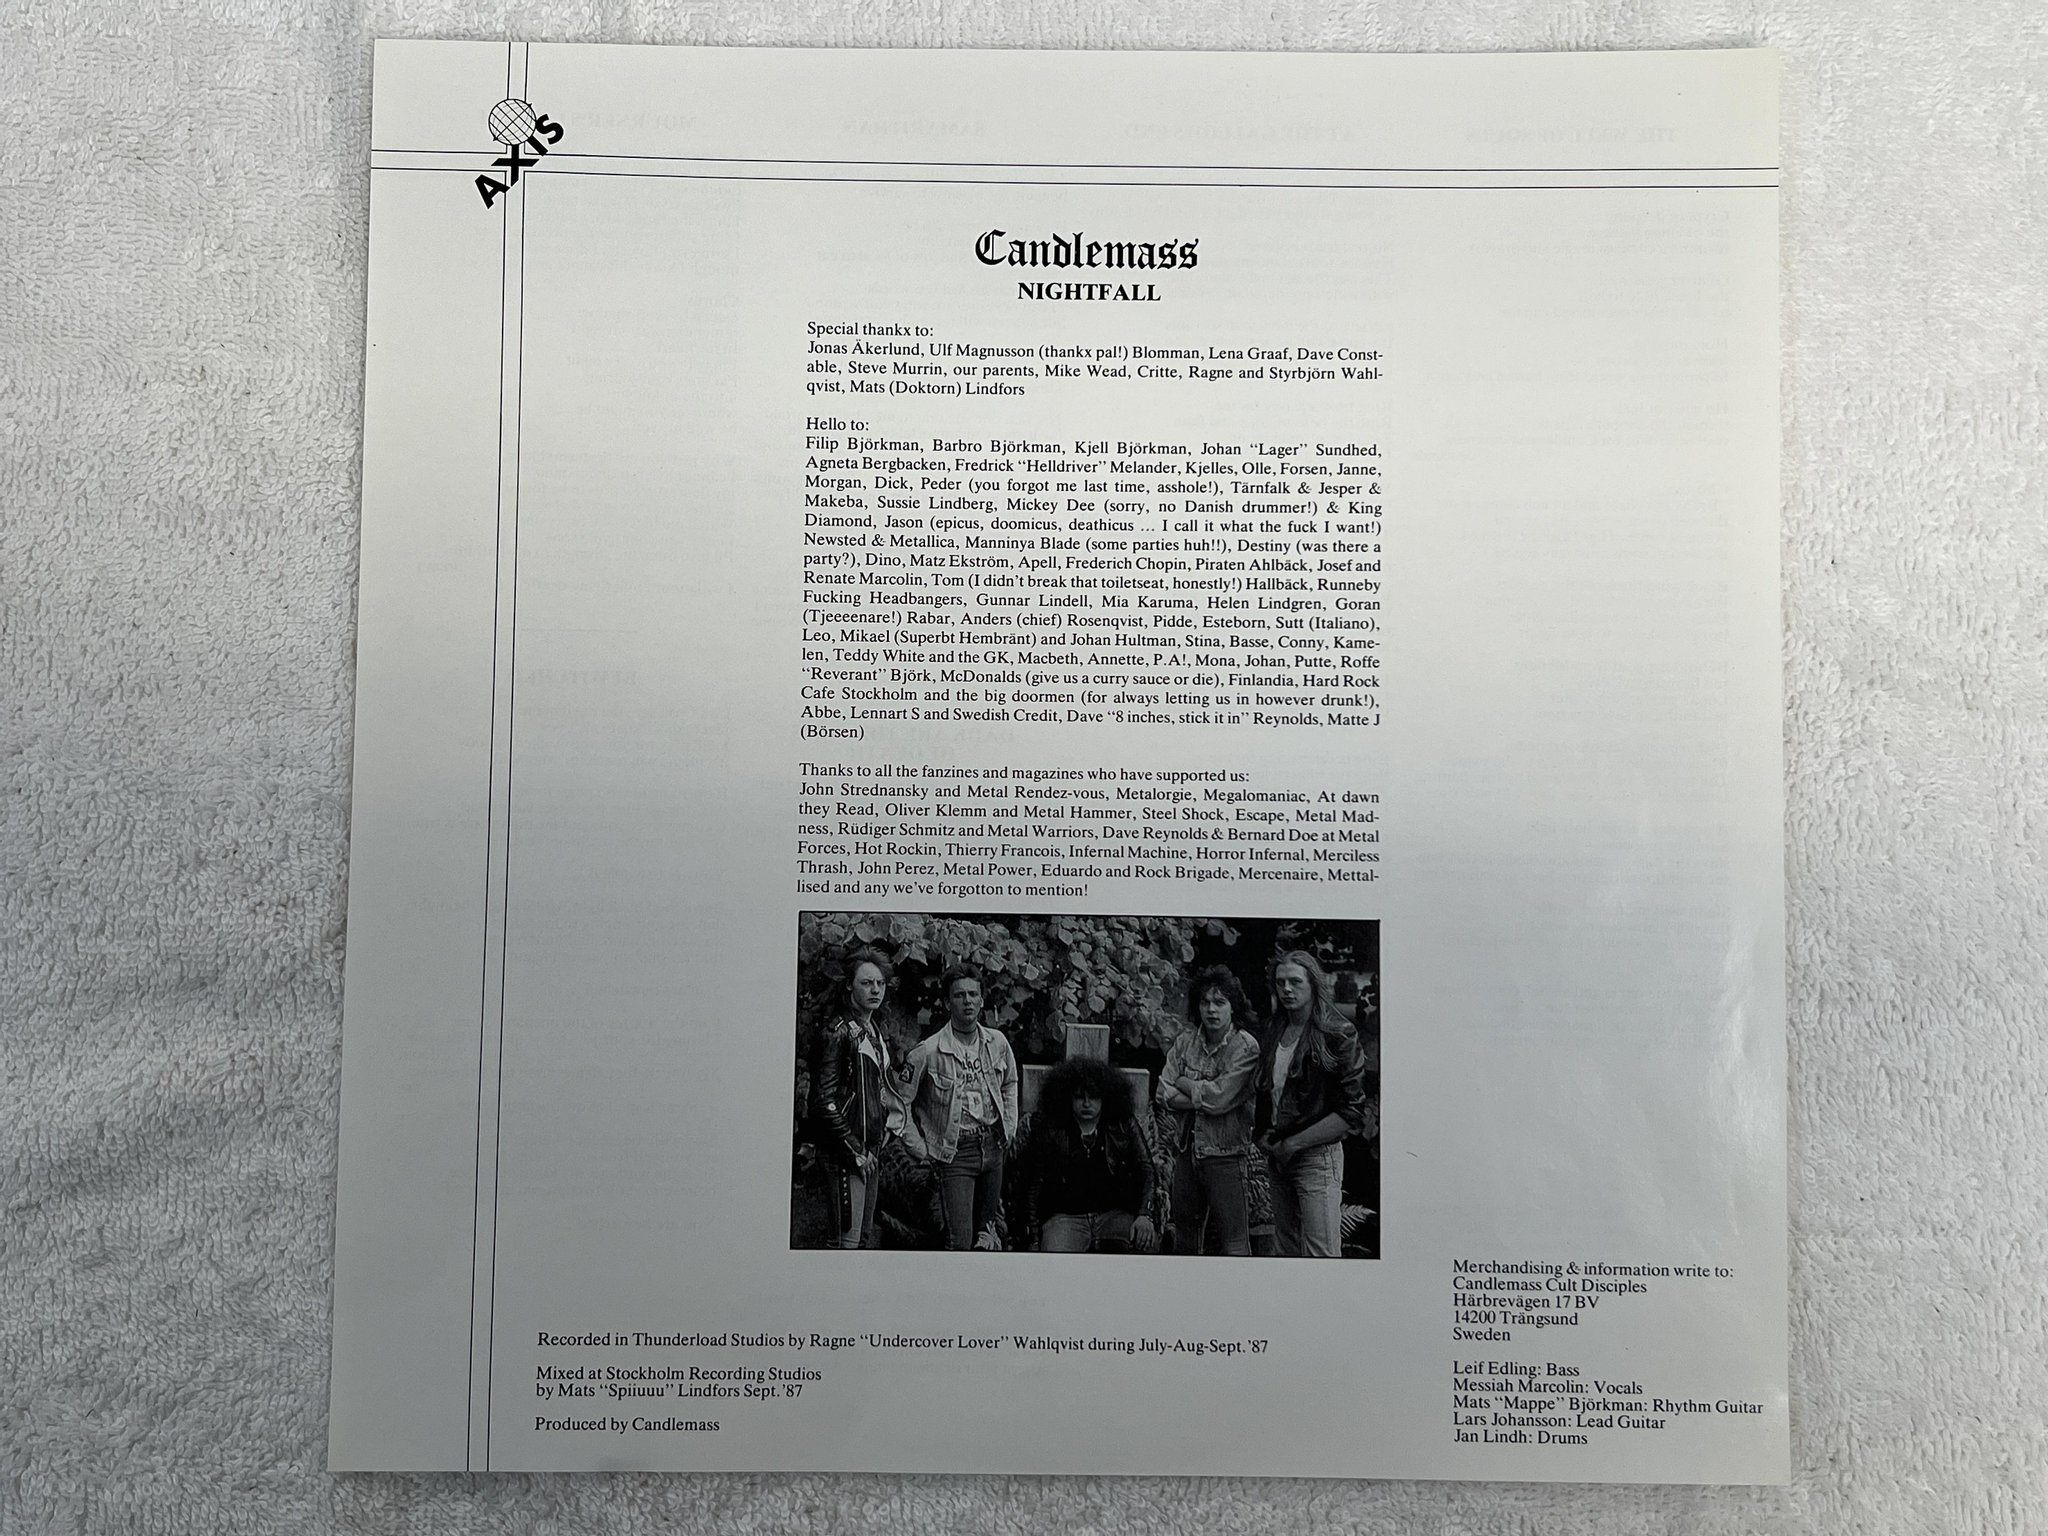 AXIS
Candlemass
NIGHTFALL
Special thankx to:
Jonas Äkerlund, Ulf Magnusson (thankx pal!) Blomman, Lena Graaf, Dave Const-
able, Steve Murrin, our parents, Mike Wead, Critte, Ragne and Styrbjörn Wahl-
qvist, Mats (Doktorn) Lindfors
Hello to:
Filip Björkman, Barbro Björkman, Kjell Björkman, Johan “Lager” Sundhed,
Agneta Bergbacken, Fredrick “Helldriver” Melander, Kjelles, Olle, Forsen, Janne,
Morgan, Dick, Peder (you forgot me last time, asshole!), Tärnfalk & Jesper &
Makeba, Sussie Lindberg, Mickey Dee (sorry, no Danish drummer!) & King
Diamond, Jason (epicus, doomicus, deathicus ... I call it what the fuck I want!)
Newsted & Metallica, Manninya Blade (some parties huh!!), Destiny (was there a
party?), Dino, Matz Ekström, Apell, Frederich Chopin, Piraten Ahlbäck, Josef and
Renate Marcolin, Tom (I didn't break that toiletseat, honestly!) Hallbäck, Runneby
Fucking Headbangers, Gunnar Lindell, Mia Karuma, Helen Lindgren, Goran
(Tjeeeenare!) Rabar, Anders (chief) Rosenqvist, Pidde, Esteborn, Sutt (Italiano),
Leo, Mikael (Superbt Hembränt) and Johan Hultman, Stina, Basse, Conny, Kame-
len, Teddy White and the GK, Macbeth, Annette, P.A!, Mona, Johan, Putte, Roffe
“Reverant” Björk, McDonalds (give us a curry sauce or die), Finlandia, Hard Rock
Cafe Stockholm and the big doormen (for always letting us in however drunk!),
Abbe, Lennart S and Swedish Credit, Dave “8 inches, stick it in” Reynolds, Matte J
(Börsen)
Thanks to all the fanzines and magazines who have supported us:
John Strednansky and Metal Rendez-vous, Metalorgie, Megalomaniac, At dawn
they Read, Oliver Klemm and Metal Hammer, Steel Shock, Escape, Metal Mad-
ness, Rüdiger Schmitz and Metal Warriors, Dave Reynolds & Bernard Doe at Metal
Forces, Hot Rockin, Thierry Francois, Infernal Machine, Horror Infernal, Merciless
Thrash, John Perez, Metal Power, Eduardo and Rock Brigade, Mercenaire, Mettal-
lised and any we've forgotton to mention!
Recorded in Thunderload Studios by Ragne “Undercover Lover” Wahlqvist during July-Aug-Sept.'87
Mixed at Stockholm Recording Studios
by Mats “Spiiuuu” Lindfors Sept.'87
Produced by Candlemass
Merchandising & information write to:
Candlemass Cult Disciples
Härbrevägen 17 BV
14200 Trängsund
Sweden
Leif Edling: Bass
Messiah Marcolin: Vocals
Mats “Mappe” Björkman: Rhythm Guitar
Lars Johansson: Lead Guitar
Jan Lindh: Drums